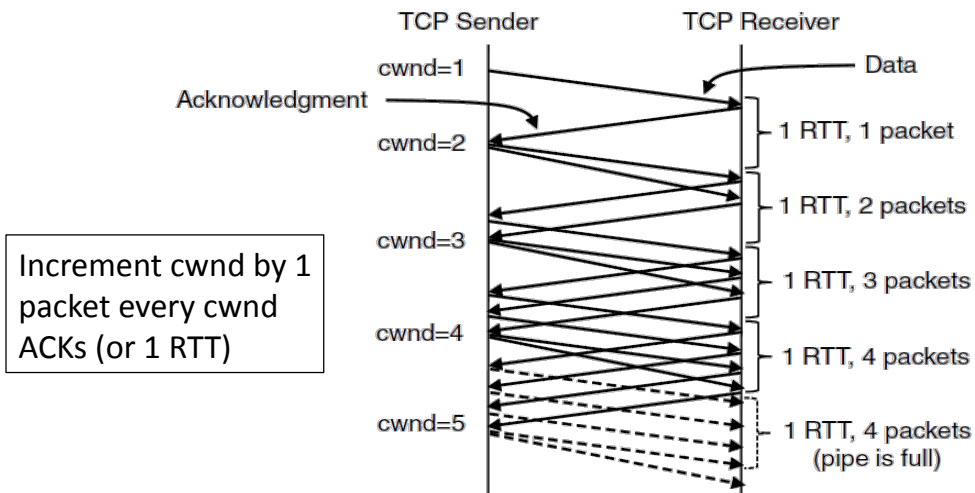 TCP Sender
TCP Receiver
cwnd=1
Data
Acknowledgment
1 RTT, 1 packet
cwnd=2
1 RTT, 2 packets
cwnd=3
Increment cwnd by 1
packet every cwnd
ACKs (or 1 RTT)
1 RTT, 3 packets
cwnd=4
1 RTT, 4 packets
cwnd=5
1 RTT, 4 packets
(pipe is full)